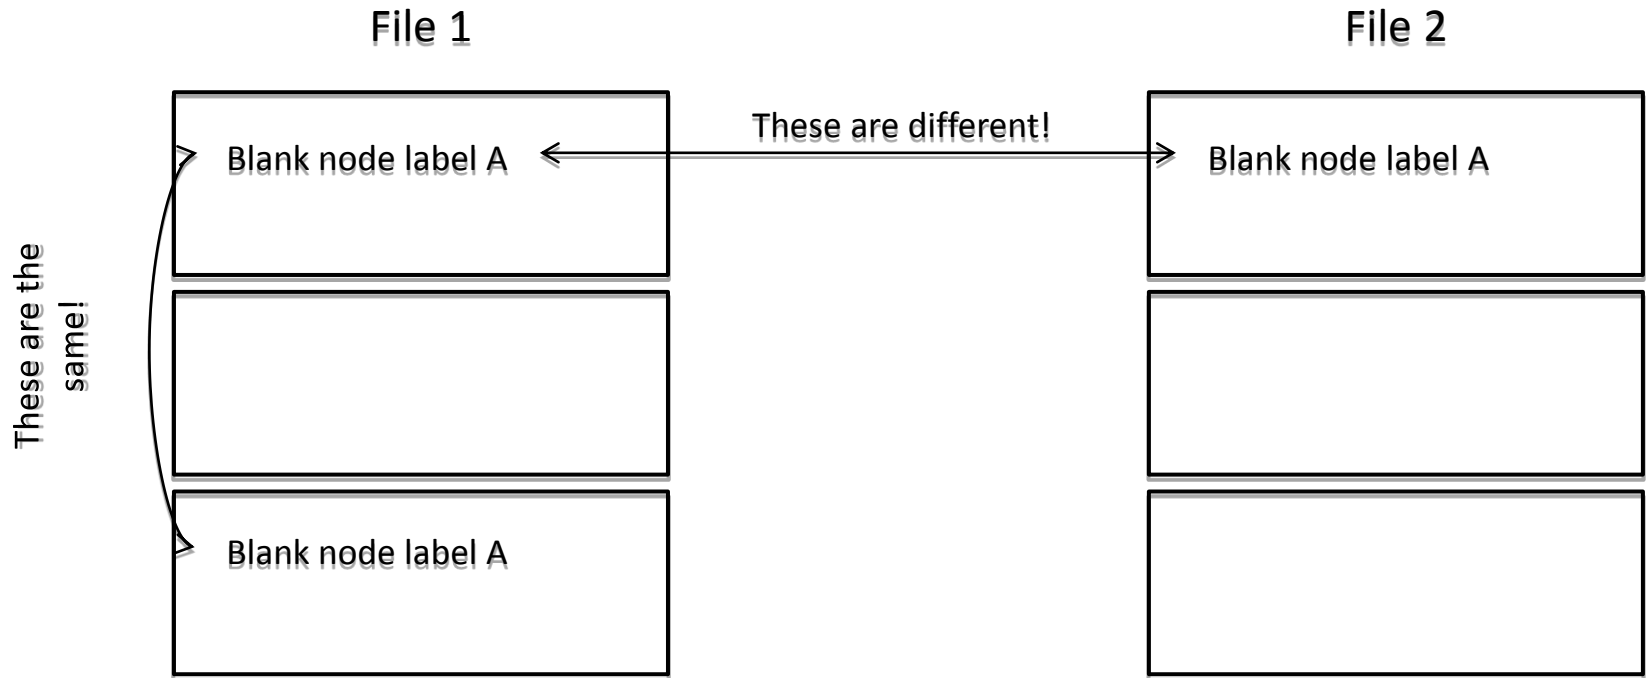 File 1
File 2
These are different!
Blank node label A
Blank node label A
These are the
same!
Blank node label A